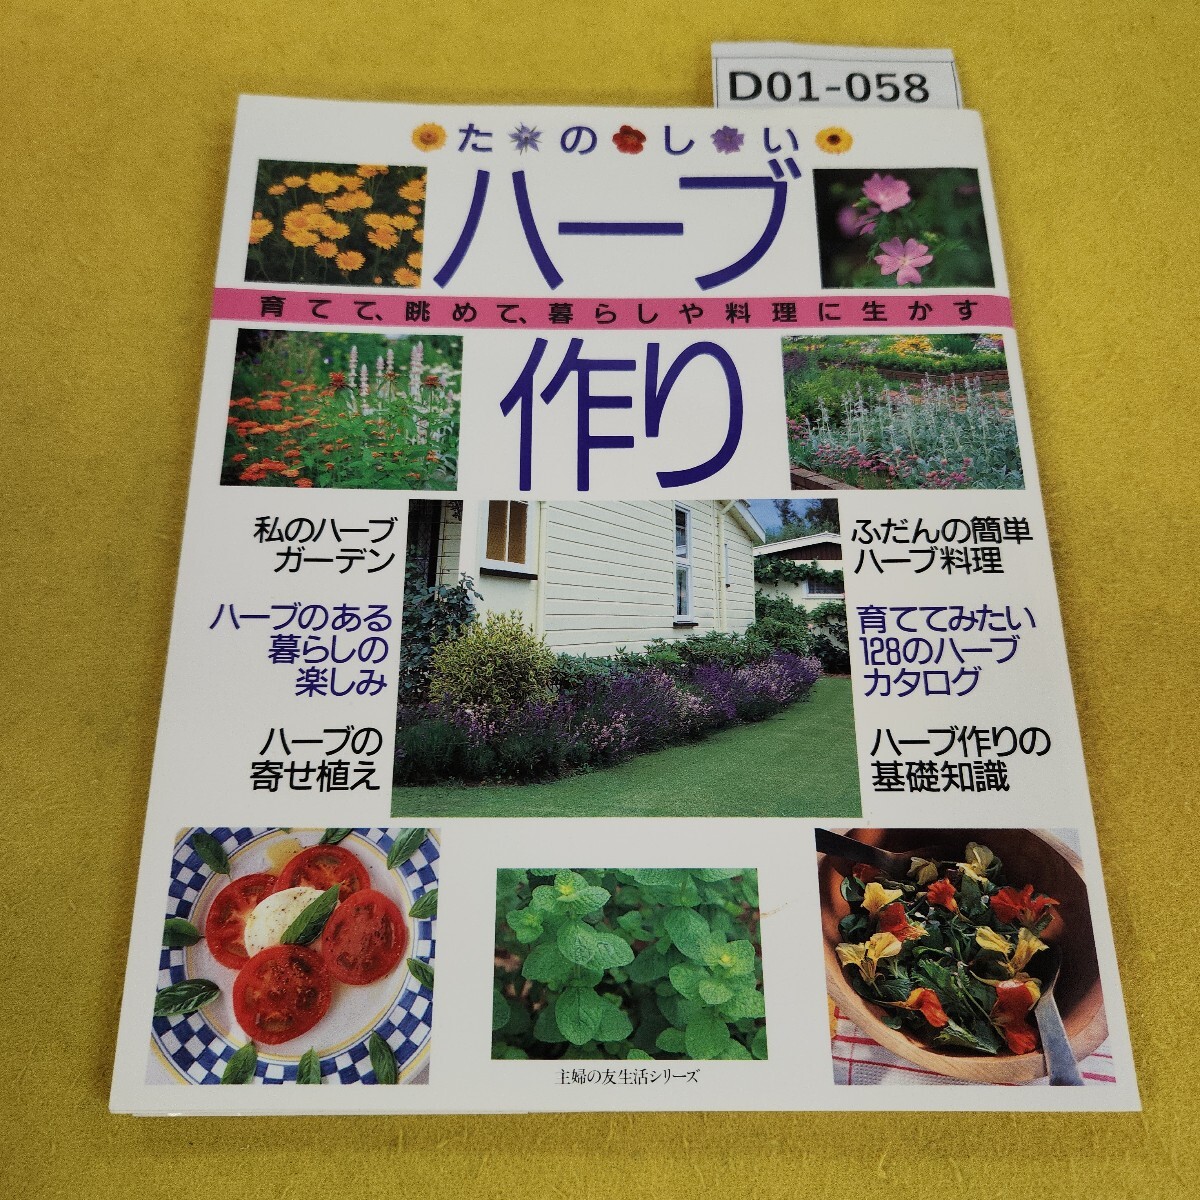 D01-058
たのしい
ハーブ
育てて、眺めて、暮らしや料理に生かす
作り
私のハーブ
ガーデン
ハーブのある
暮らしの
楽しみ
ハーブの
寄せ植え
ふだんの簡単
ハーブ料理
育ててみたい
128のハーブ
カタログ
ハーブ作りの
基礎知識
主婦の友生活シリーズ